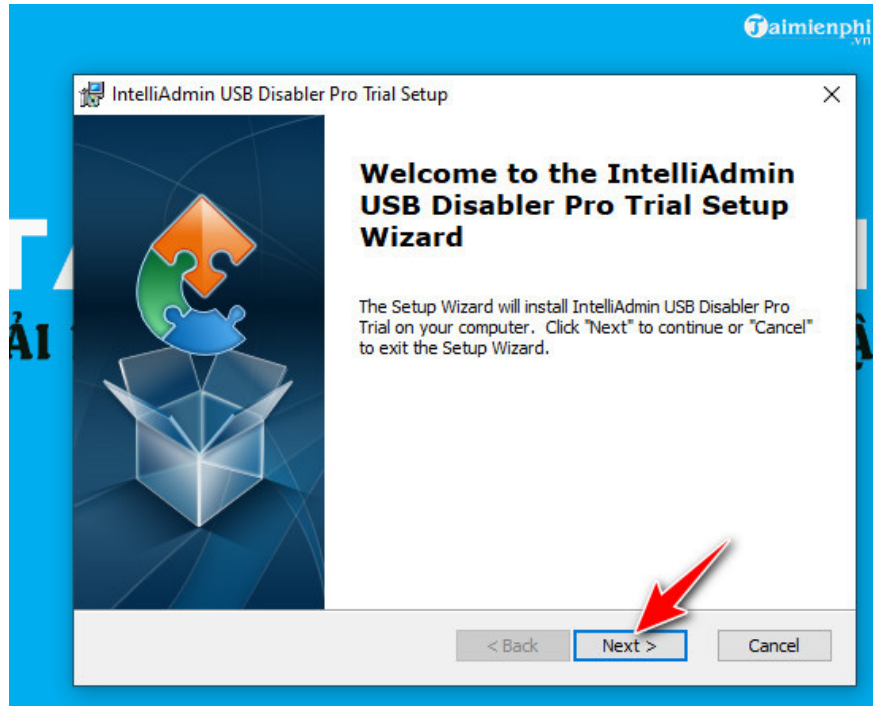 Taimienphi
.vn
IntelliAdmin USB Disabler Pro Trial Setup
Welcome to the IntelliAdmin
USB Disabler Pro Trial Setup
Wizard
The Setup Wizard will install IntelliAdmin USB Disabler Pro
Trial on your computer. Click "Next" to continue or "Cancel"
to exit the Setup Wizard.
ẢI
< Back
Next >
Cancel